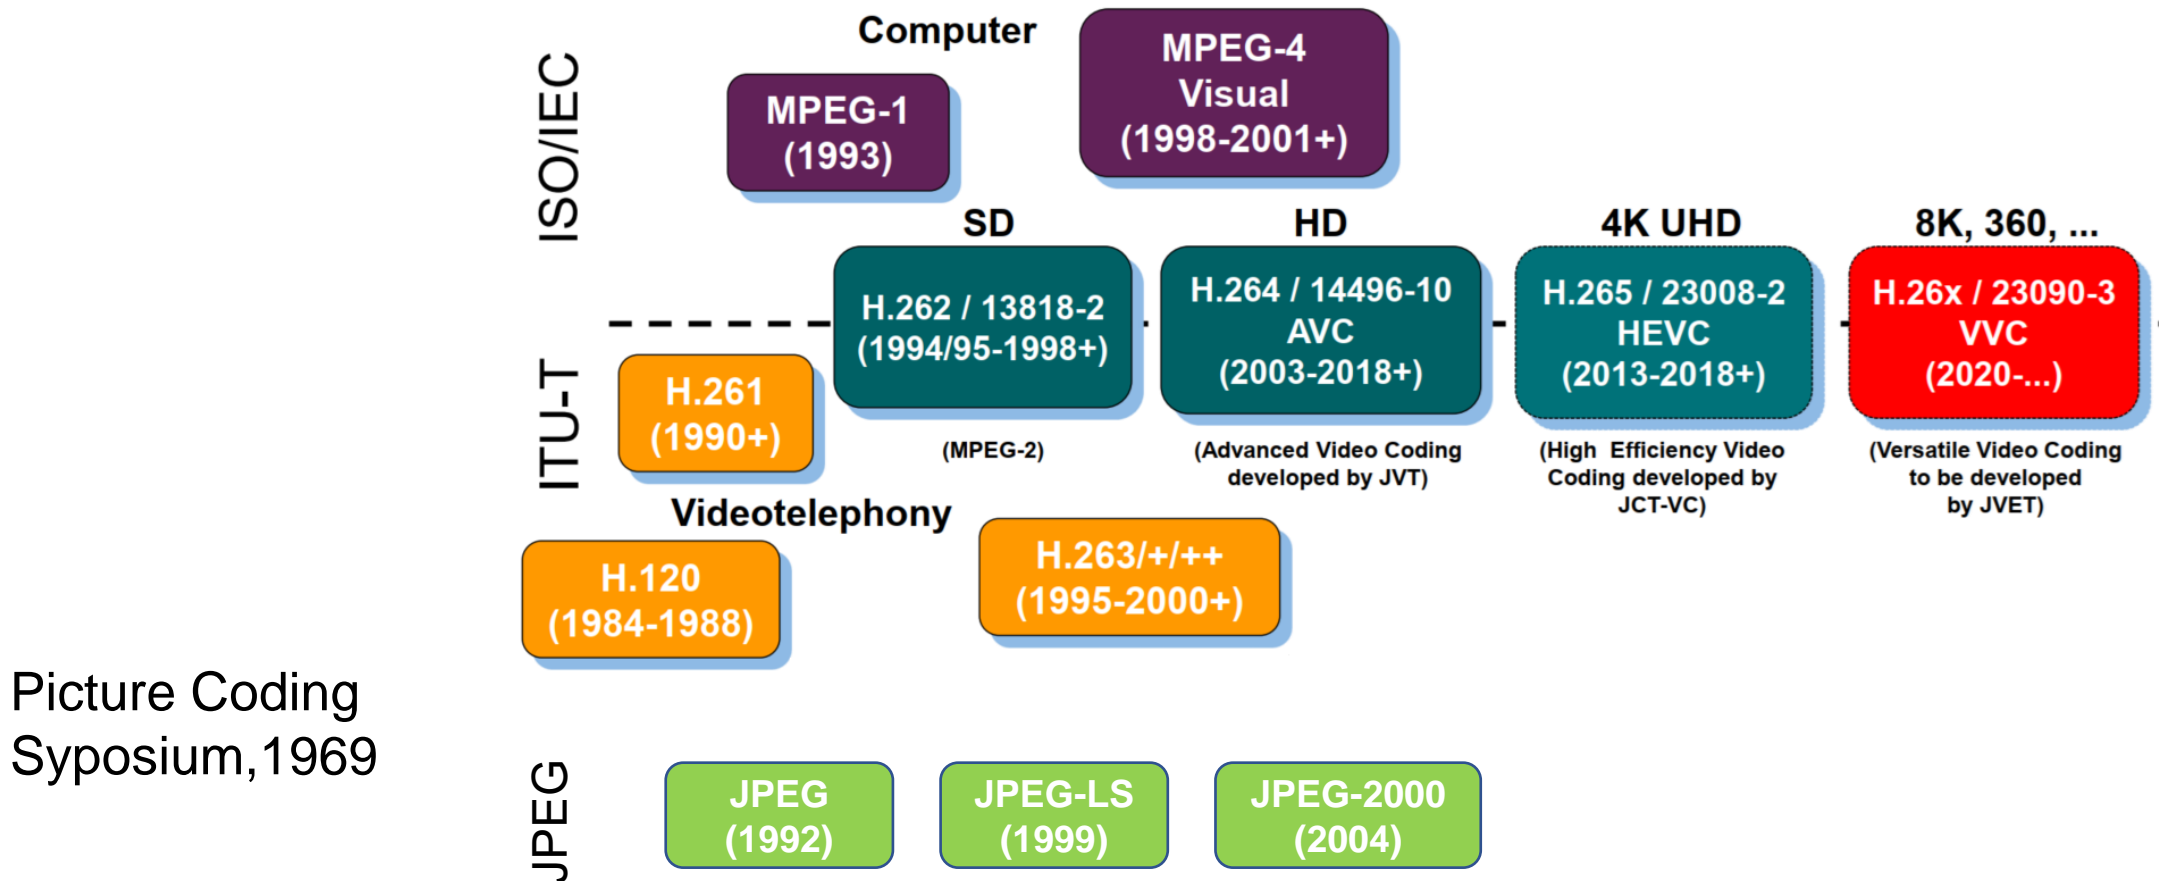 Computer
ISO/IEC
MPEG-1
(1993)
MPEG-4
Visual
(1998-2001+)
SD
HD
4K UHD
8K, 360, ...
H.262 / 13818-2
(1994/95-1998+)
(MPEG-2)
H.264 / 14496-10
AVC
(2003-2018+)
(Advanced Video Coding
developed by JVT)
H.265 / 23008-2
HEVC
(2013-2018+)
(High Efficiency Video
Coding developed by
JCT-VC)
H.26x / 23090-3
VVC
(2020-...)
(Versatile Video Coding
to be developed
by JVET)
ITU-T
H.261
(1990+)
Videotelephony
H.120
(1984-1988)
H.263/+/++
(1995-2000+)
Picture Coding
Syposium,1969
JPEG
JPEG
(1992)
JPEG-LS
(1999)
JPEG-2000
(2004)